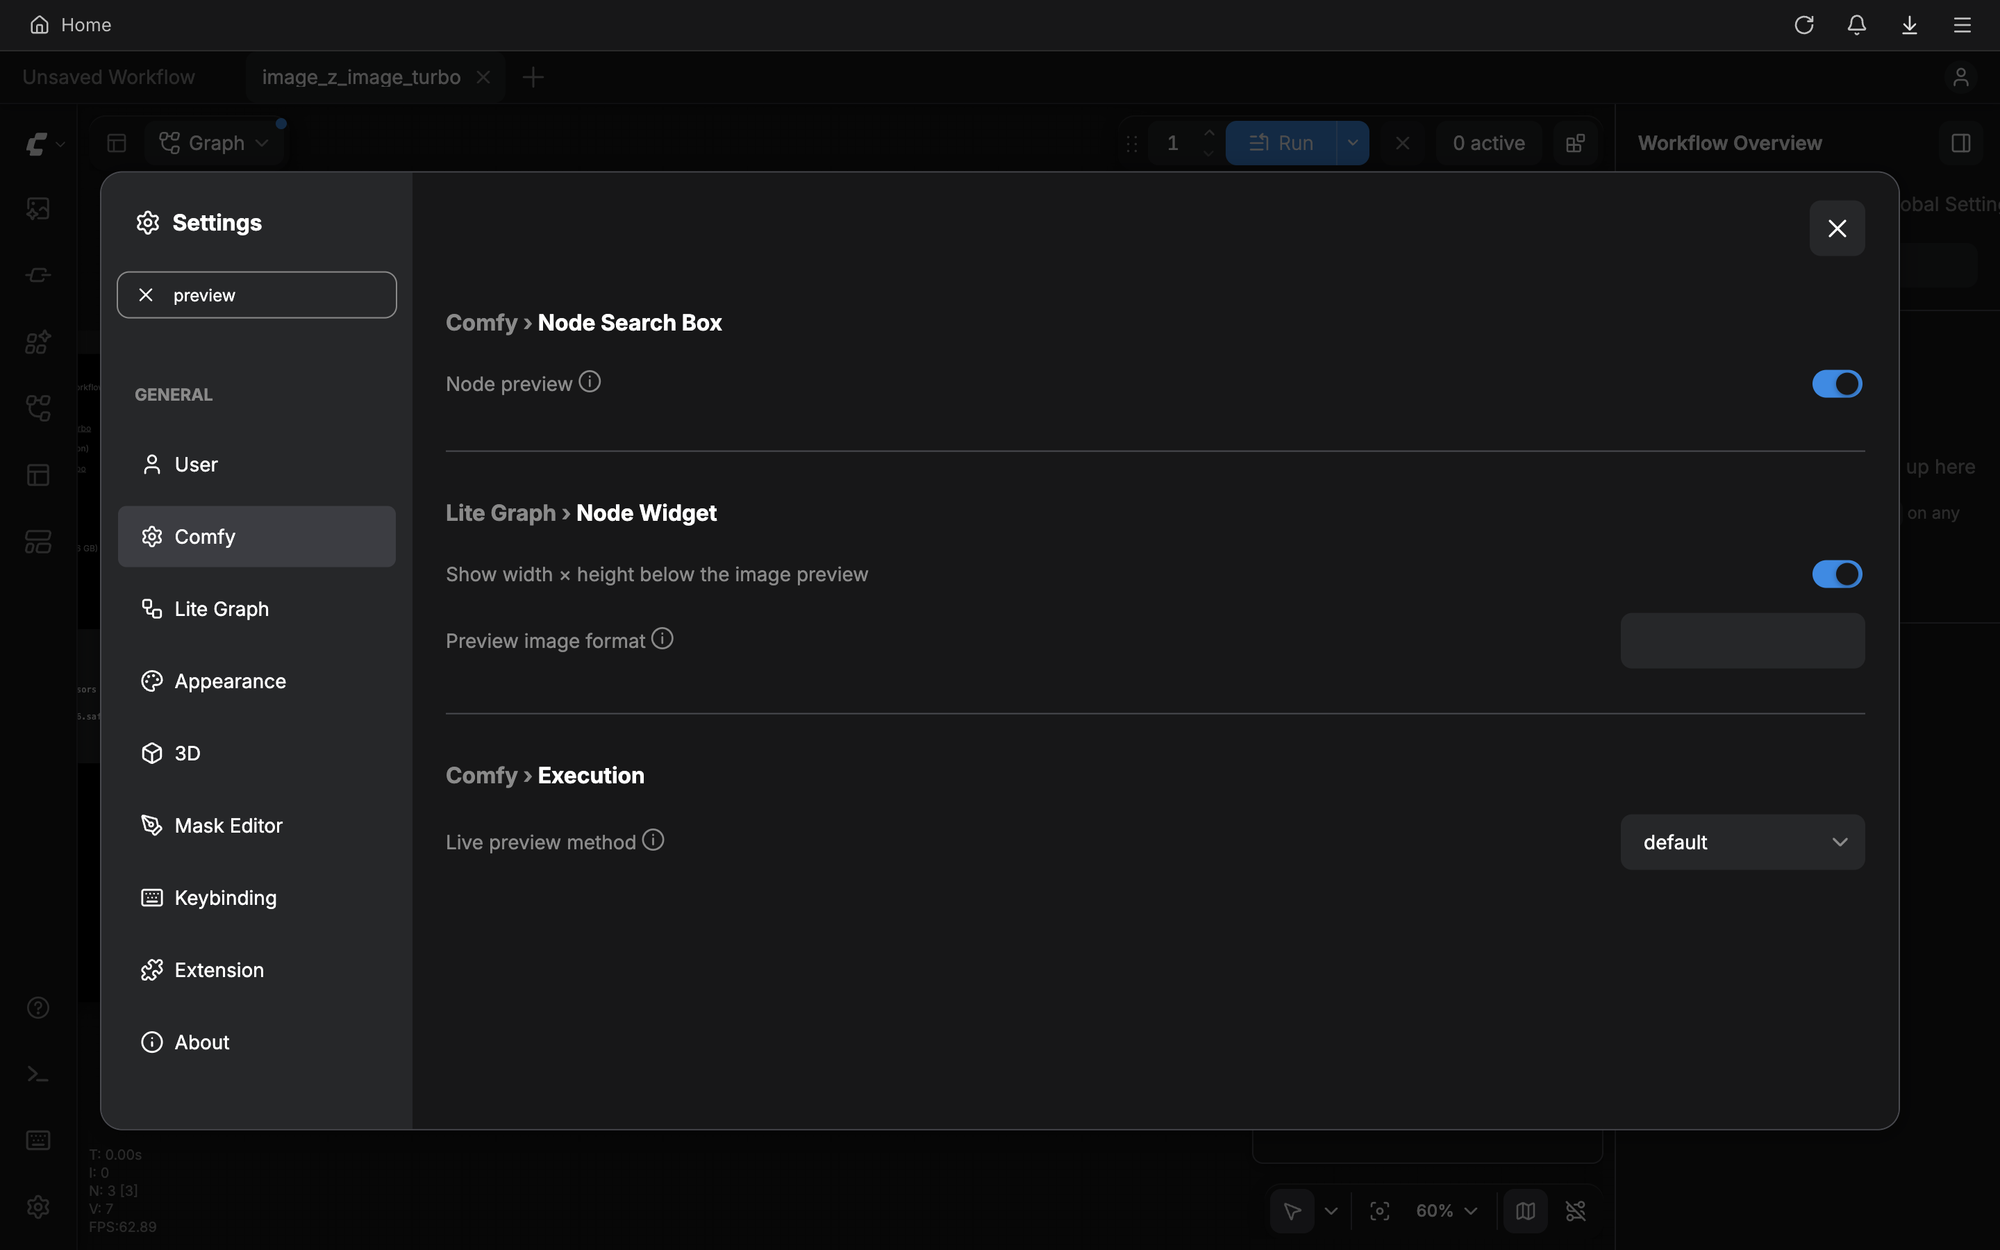 Home
Unsaved Workflow
image_z_image_turbo
Graph
1
Run
0 active
Workflow Overview
obal Settin
Settings
preview
GENERAL
User
Comfy
Lite Graph
Appearance
3D
Mask Editor
Keybinding
Extension
About
Comfy › Node Search Box
Node preview
Lite Graph › Node Widget
Show width × height below the image preview
Preview image format
Comfy › Execution
Live preview method
default
up here
on any
T: 0.00s
I: 0
N: 3 [3]
V: 7
FPS:62.89
60%